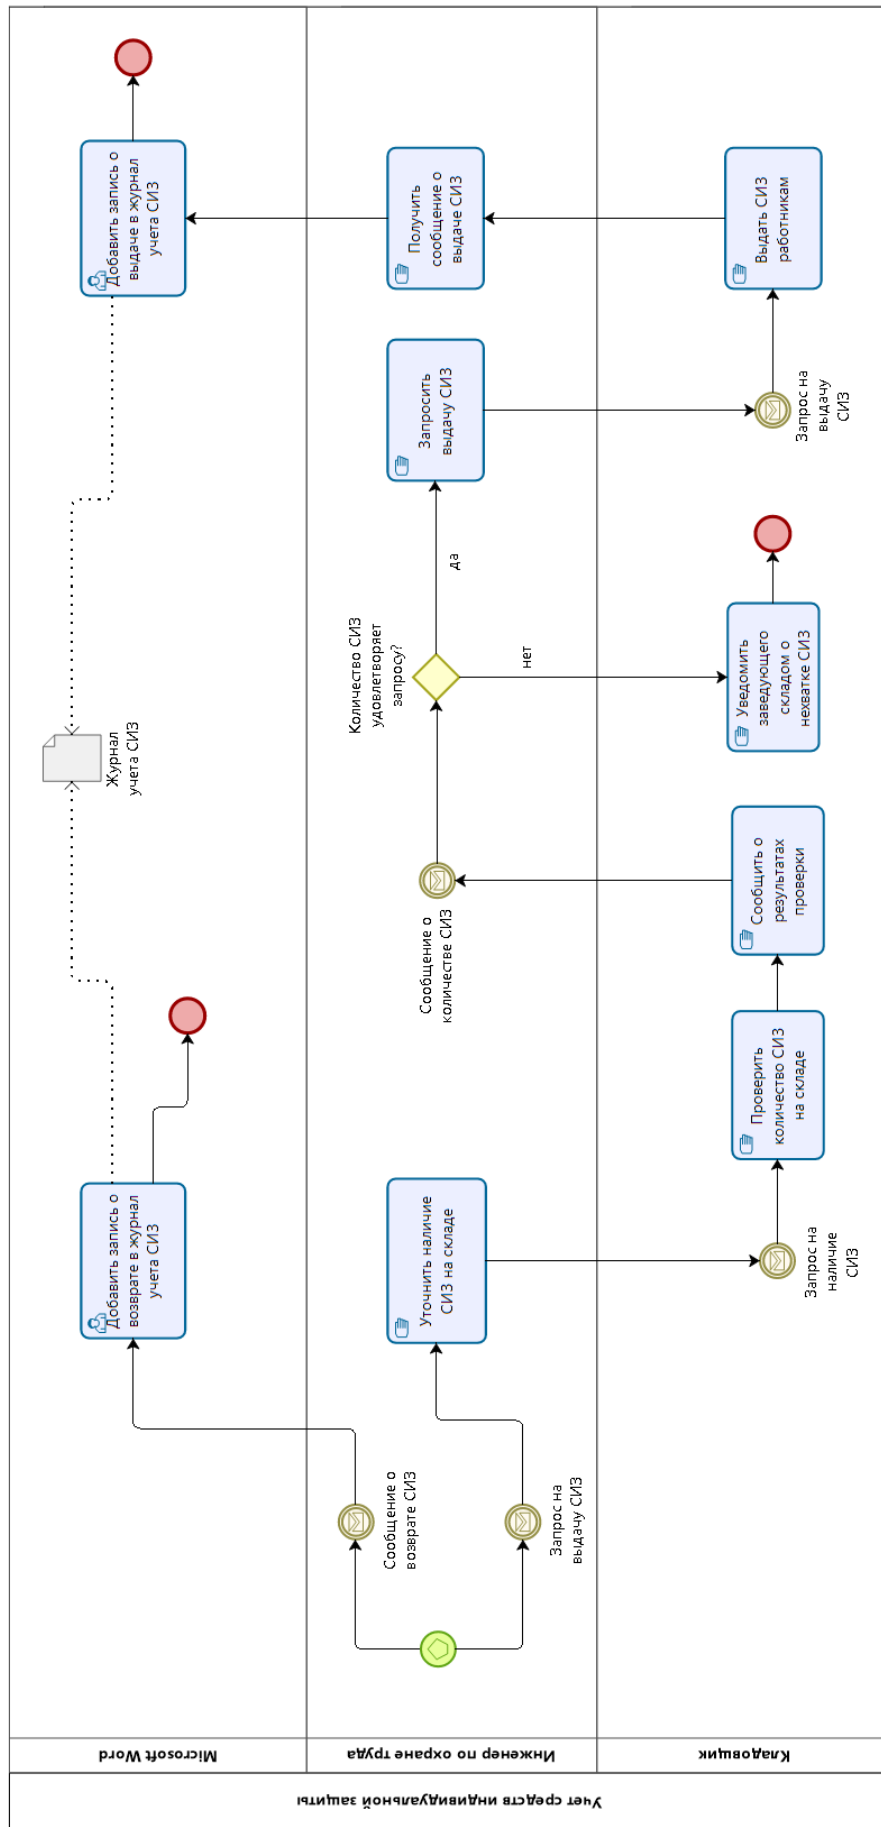 Учет средств индивидуальной защиты
Microsoft Word
Инженер по охране труда
Кладовщик
Сообщение о
возврате СИЗ
Запрос на
выдачу СИЗ
Добавить запись о
возврате в журнал
учета СИЗ
Уточнить наличие
СИЗ на складе
Запрос на
наличие
СИЗ
Проверить
количество СИЗ
на складе
Сообщить о
результатах
проверки
Сообщение о
количестве СИЗ
Журнал
учета СИЗ
Количество СИЗ
удовлетворяет
запросу?
да
нет
Уведомить
заведующего
складом о
нехватке СИЗ
Запросить
выдачу СИЗ
Запрос на
выдачу
СИЗ
Выдать СИЗ
работникам
Получить
сообщение о
выдаче СИЗ
Добавить запись о
выдаче в журнал
учета СИЗ